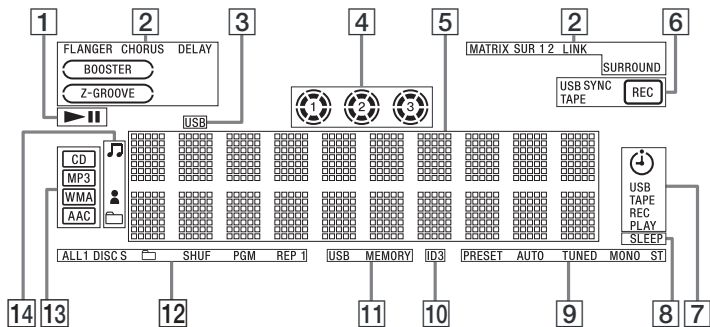 1 2 3 4 5 2 6
FLANGER CHORUS DELAY
BOOSTER
Z-GROOVE
MATRIX SUR 1 2 LINK
SURROUND
USB SYNC
TAPE
REC
USB
1 2 3
CD
MP3
WMA
AAC
USB
TAPE
REC
PLAY
SLEEP
ALL1 DISC S SHUF PGM REP 1 USB MEMORY ID3 PRESET AUTO TUNED MONO ST
14 13 12 11 10 9 8 7